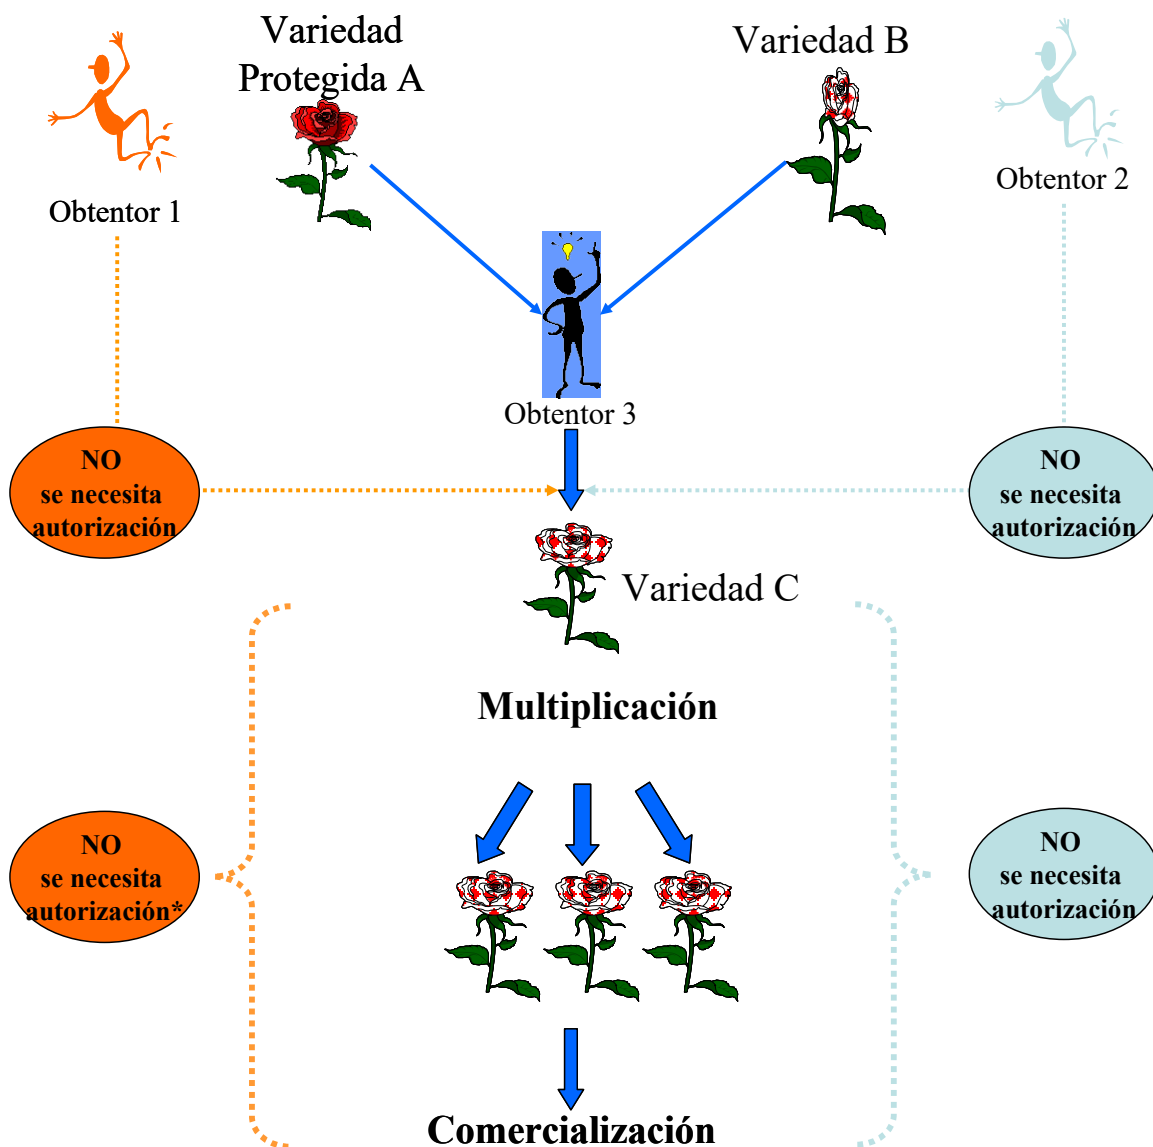 Variedad
Protegida A
Variedad B
Obtentor 1
Obtentor 2
Obtentor 3
NO
se necesita
autorización
NO
se necesita
autorización
Variedad C
Multiplicación
NO
se necesita
autorización*
NO
se necesita
autorización
Comercialización